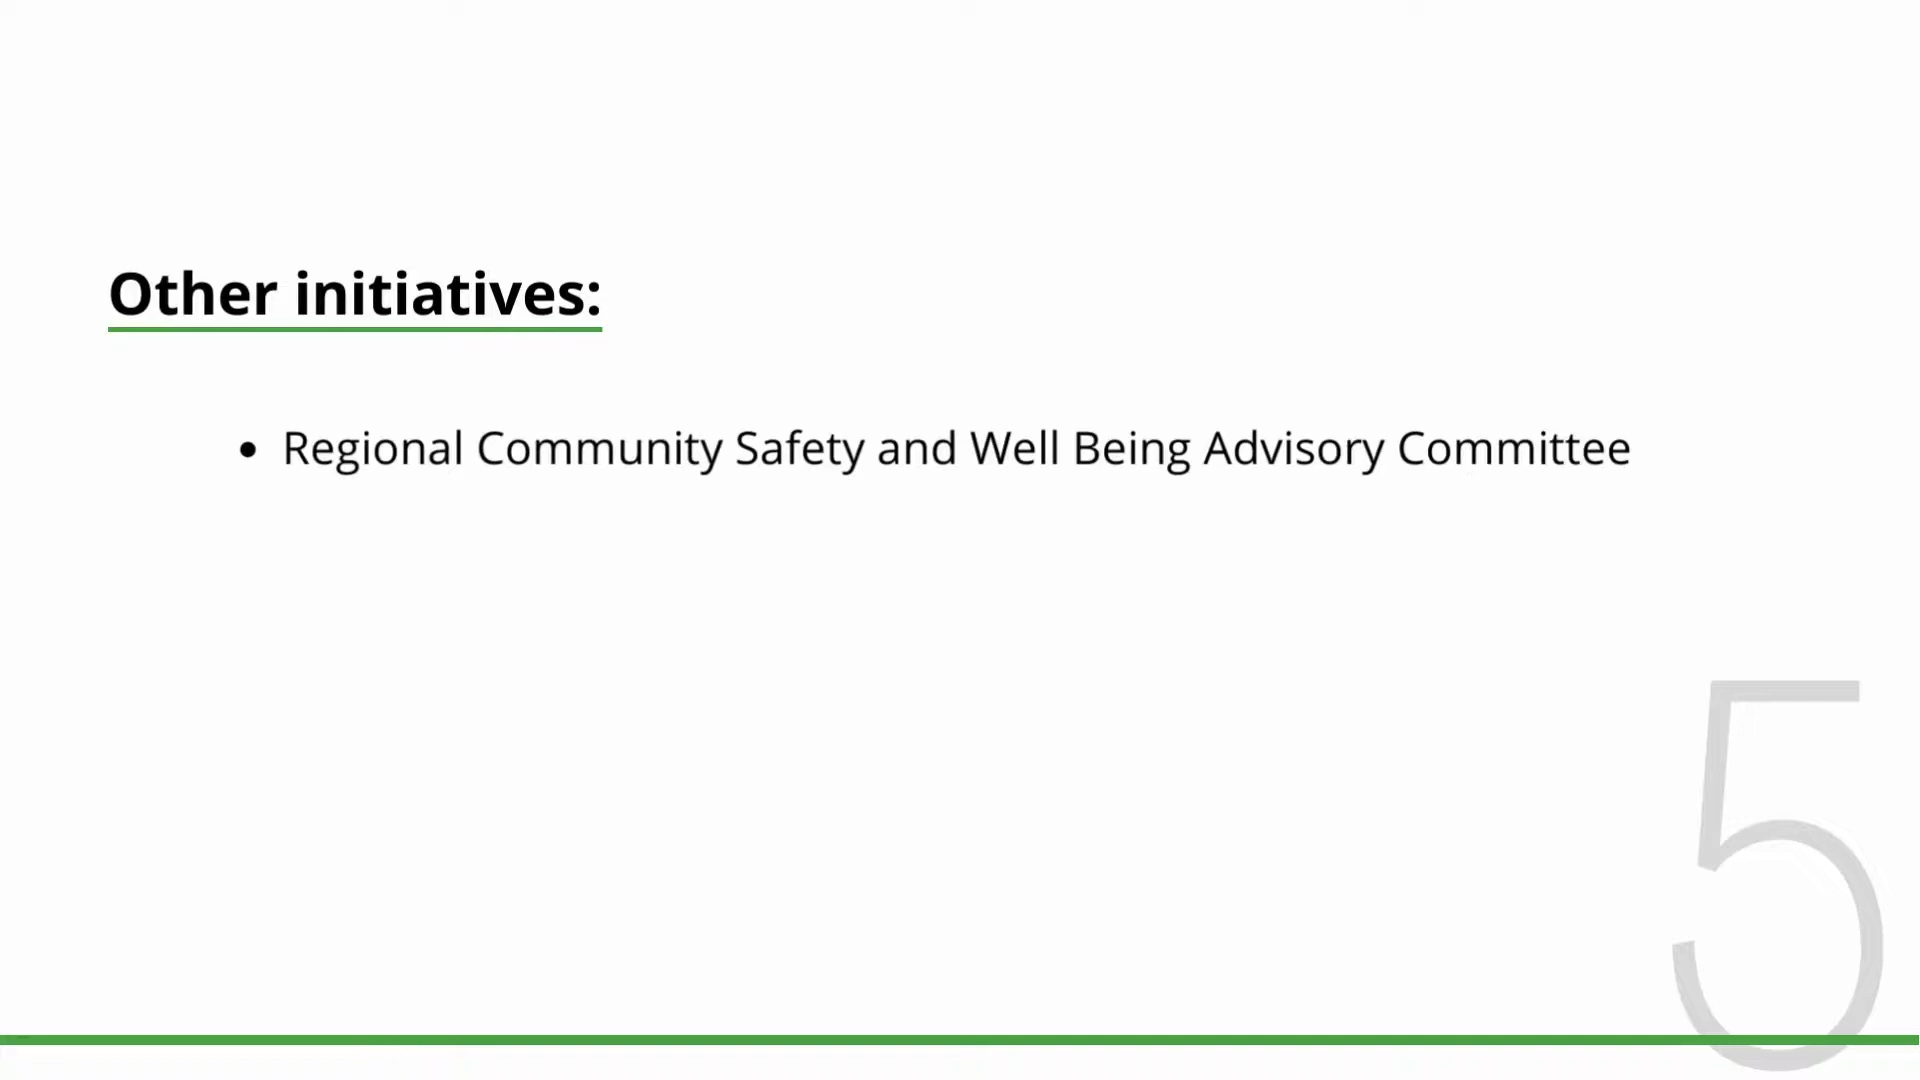 Other initiatives:
• Regional Community Safety and Well Being Advisory Committee
5